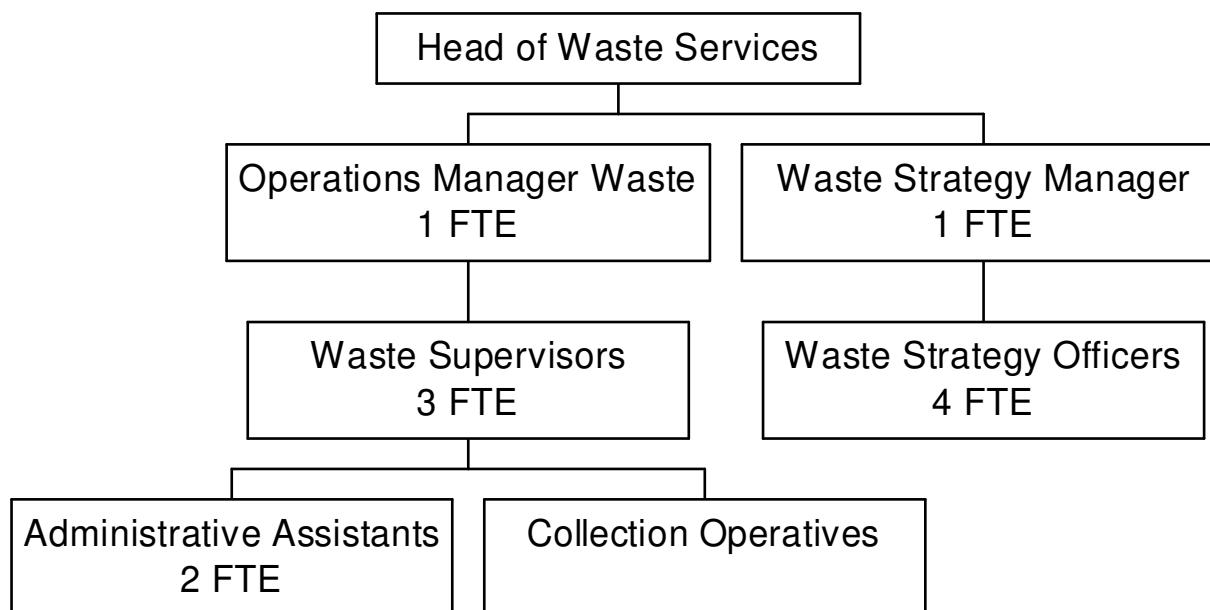 Head of Waste Services
Operations Manager Waste
1 FTE
Waste Strategy Manager
1 FTE
Waste Supervisors
3 FTE
Waste Strategy Officers
4 FTE
Administrative Assistants
2 FTE
Collection Operatives